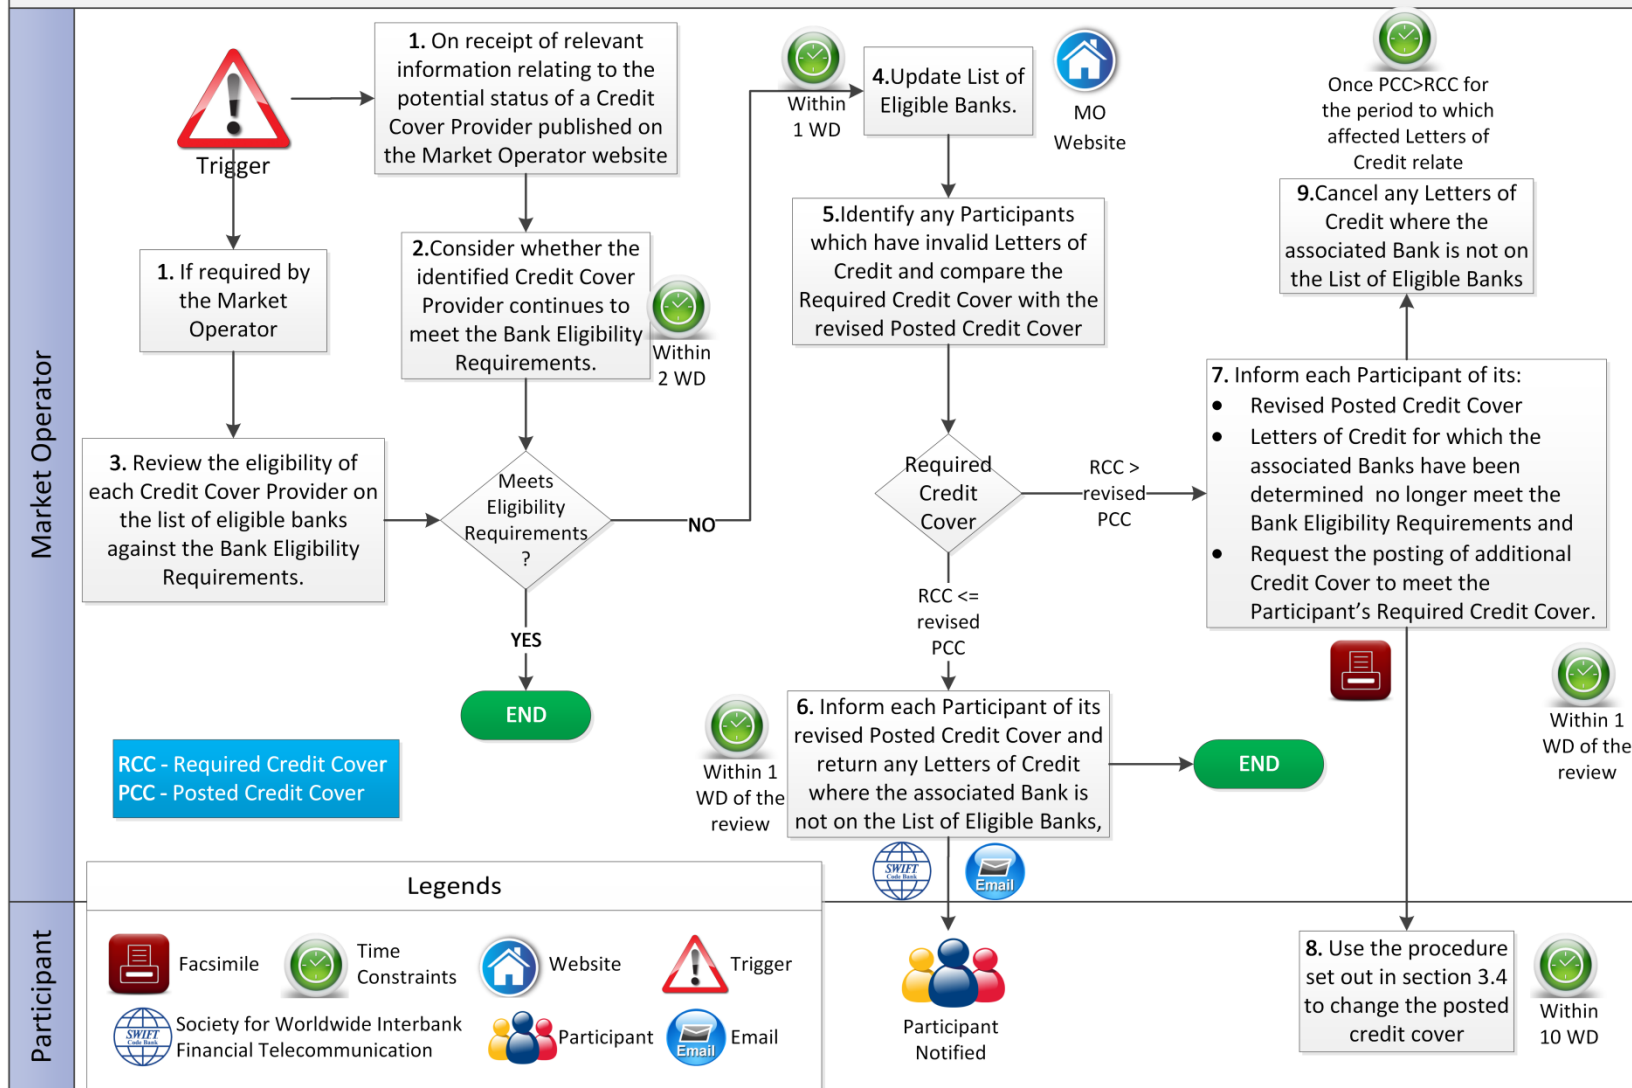 Market Operator
Participant
Trigger
1. On receipt of relevant
information relating to the
potential status of a Credit
Cover Provider published on
the Market Operator website
1. If required by
the Market
Operator
2.Consider whether the
identified Credit Cover
Provider continues to
meet the Bank Eligibility
Requirements.
Within
2 WD
3. Review the eligibility of
each Credit Cover Provider on
the list of eligible banks
against the Bank Eligibility
Requirements.
Meets
Eligibility
Requirements
?
NO
YES
END
Within
1 WD
4.Update List of
Eligible Banks.
MO
Website
5.Identify any Participants
which have invalid Letters of
Credit and compare the
Required Credit Cover with the
revised Posted Credit Cover
Required
Credit
Cover
RCC >
revised
PCC
RCC <=
revised
PCC
6. Inform each Participant of its
revised Posted Credit Cover and
return any Letters of Credit
where the associated Bank is
not on the List of Eligible Banks,
Within 1
WD of the
review
SWIFT
Code Bank
Email
END
Participant
Notified
Once PCC>RCC for
the period to which
affected Letters of
Credit relate
9.Cancel any Letters of
Credit where the
associated Bank is not on
the List of Eligible Banks
7. Inform each Participant of its:
• Revised Posted Credit Cover
• Letters of Credit for which the
associated Banks have been
determined no longer meet the
Bank Eligibility Requirements and
• Request the posting of additional
Credit Cover to meet the
Participant's Required Credit Cover.
Within 1
WD of the
review
8. Use the procedure
set out in section 3.4
to change the posted
credit cover
Within
10 WD
RCC - Required Credit Cover
PCC - Posted Credit Cover
Legends
Facsimile
Time
Constraints
Website
Trigger
SWIFT
Code Bank
Society for Worldwide Interbank
Financial Telecommunication
Participant
Email
Email